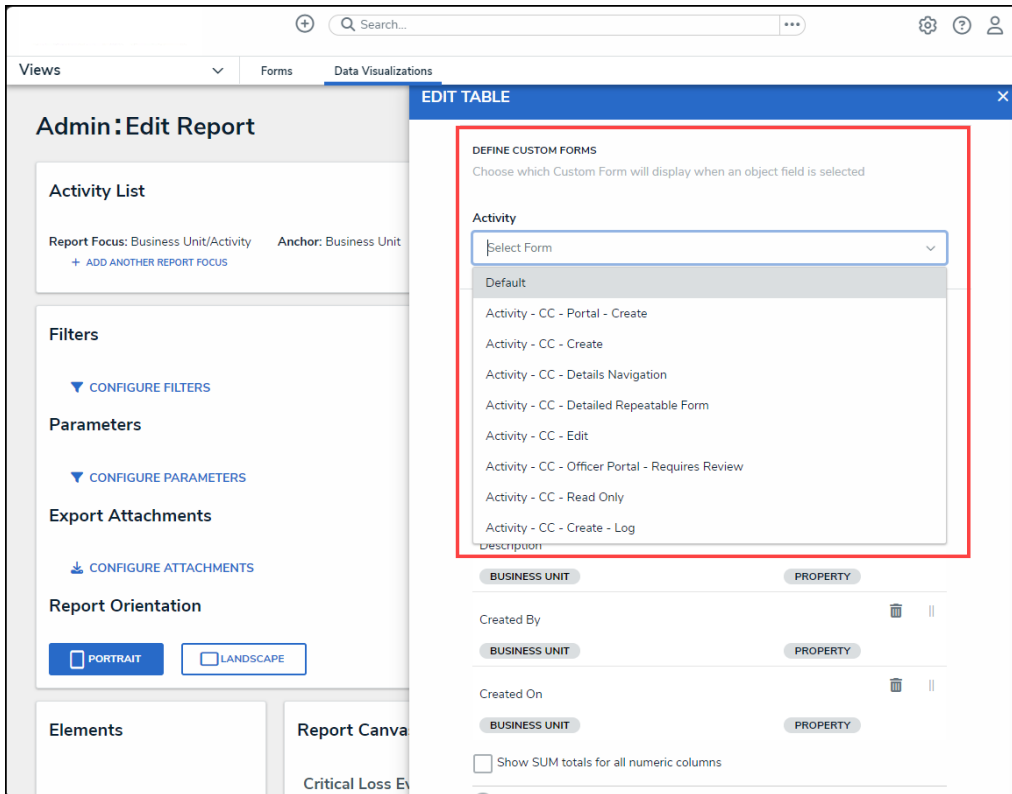 Search...
Views
Forms
Data Visualizations
EDIT TABLE
Admin:Edit Report
Activity List
Report Focus: Business Unit/Activity Anchor: Business Unit
+ ADD ANOTHER REPORT FOCUS
Filters
CONFIGURE FILTERS
Parameters
CONFIGURE PARAMETERS
Export Attachments
CONFIGURE ATTACHMENTS
Report Orientation
PORTRAIT
LANDSCAPE
Elements
Report Canva
Critical Loss Ev
DEFINE CUSTOM FORMS
Choose which Custom Form will display when an object field is selected
Activity
Select Form
Default
Activity - CC - Portal - Create
Activity - CC - Create
Activity - CC - Details Navigation
Activity - CC - Detailed Repeatable Form
Activity - CC - Edit
Activity - CC - Officer Portal - Requires Review
Activity - CC - Read Only
Activity - CC - Create - Log
Description
BUSINESS UNIT PROPERTY
Created By
BUSINESS UNIT PROPERTY
Created On
BUSINESS UNIT PROPERTY
Show SUM totals for all numeric columns